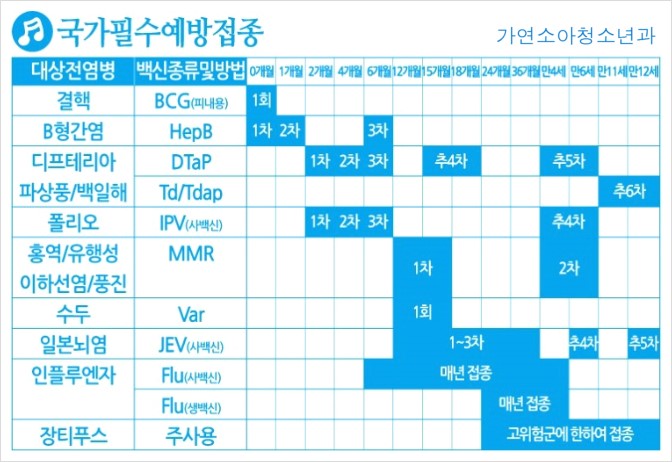 국가필수예방접종
가연소아청소년과
대상전염병 백신종류및방법 0개월 1개월 2개월 4개월 6개월 12개월 15개월 18개월 24개월 36개월 만4세 만6세 만11세 만12세
결핵 BCG(피내용) 1회
B형간염 HepB 1차 2차 3차
디프테리아 DTaP 1차 2차 3차 추4차 추5차
파상풍/백일해 Td/Tdap 추6차
폴리오 IPV(사백신) 1차 2차 3차 추4차
홍역/유행성 MMR
1차 2차
이하선염/풍진
수두 Var 1회
일본뇌염 JEV(사백신) 1~3차 추4차 추5차
인플루엔자 Flu(사백신) 매년 접종
Flu(생백신) 매년 접종
장티푸스 주사용 고위험군에 한하여 접종